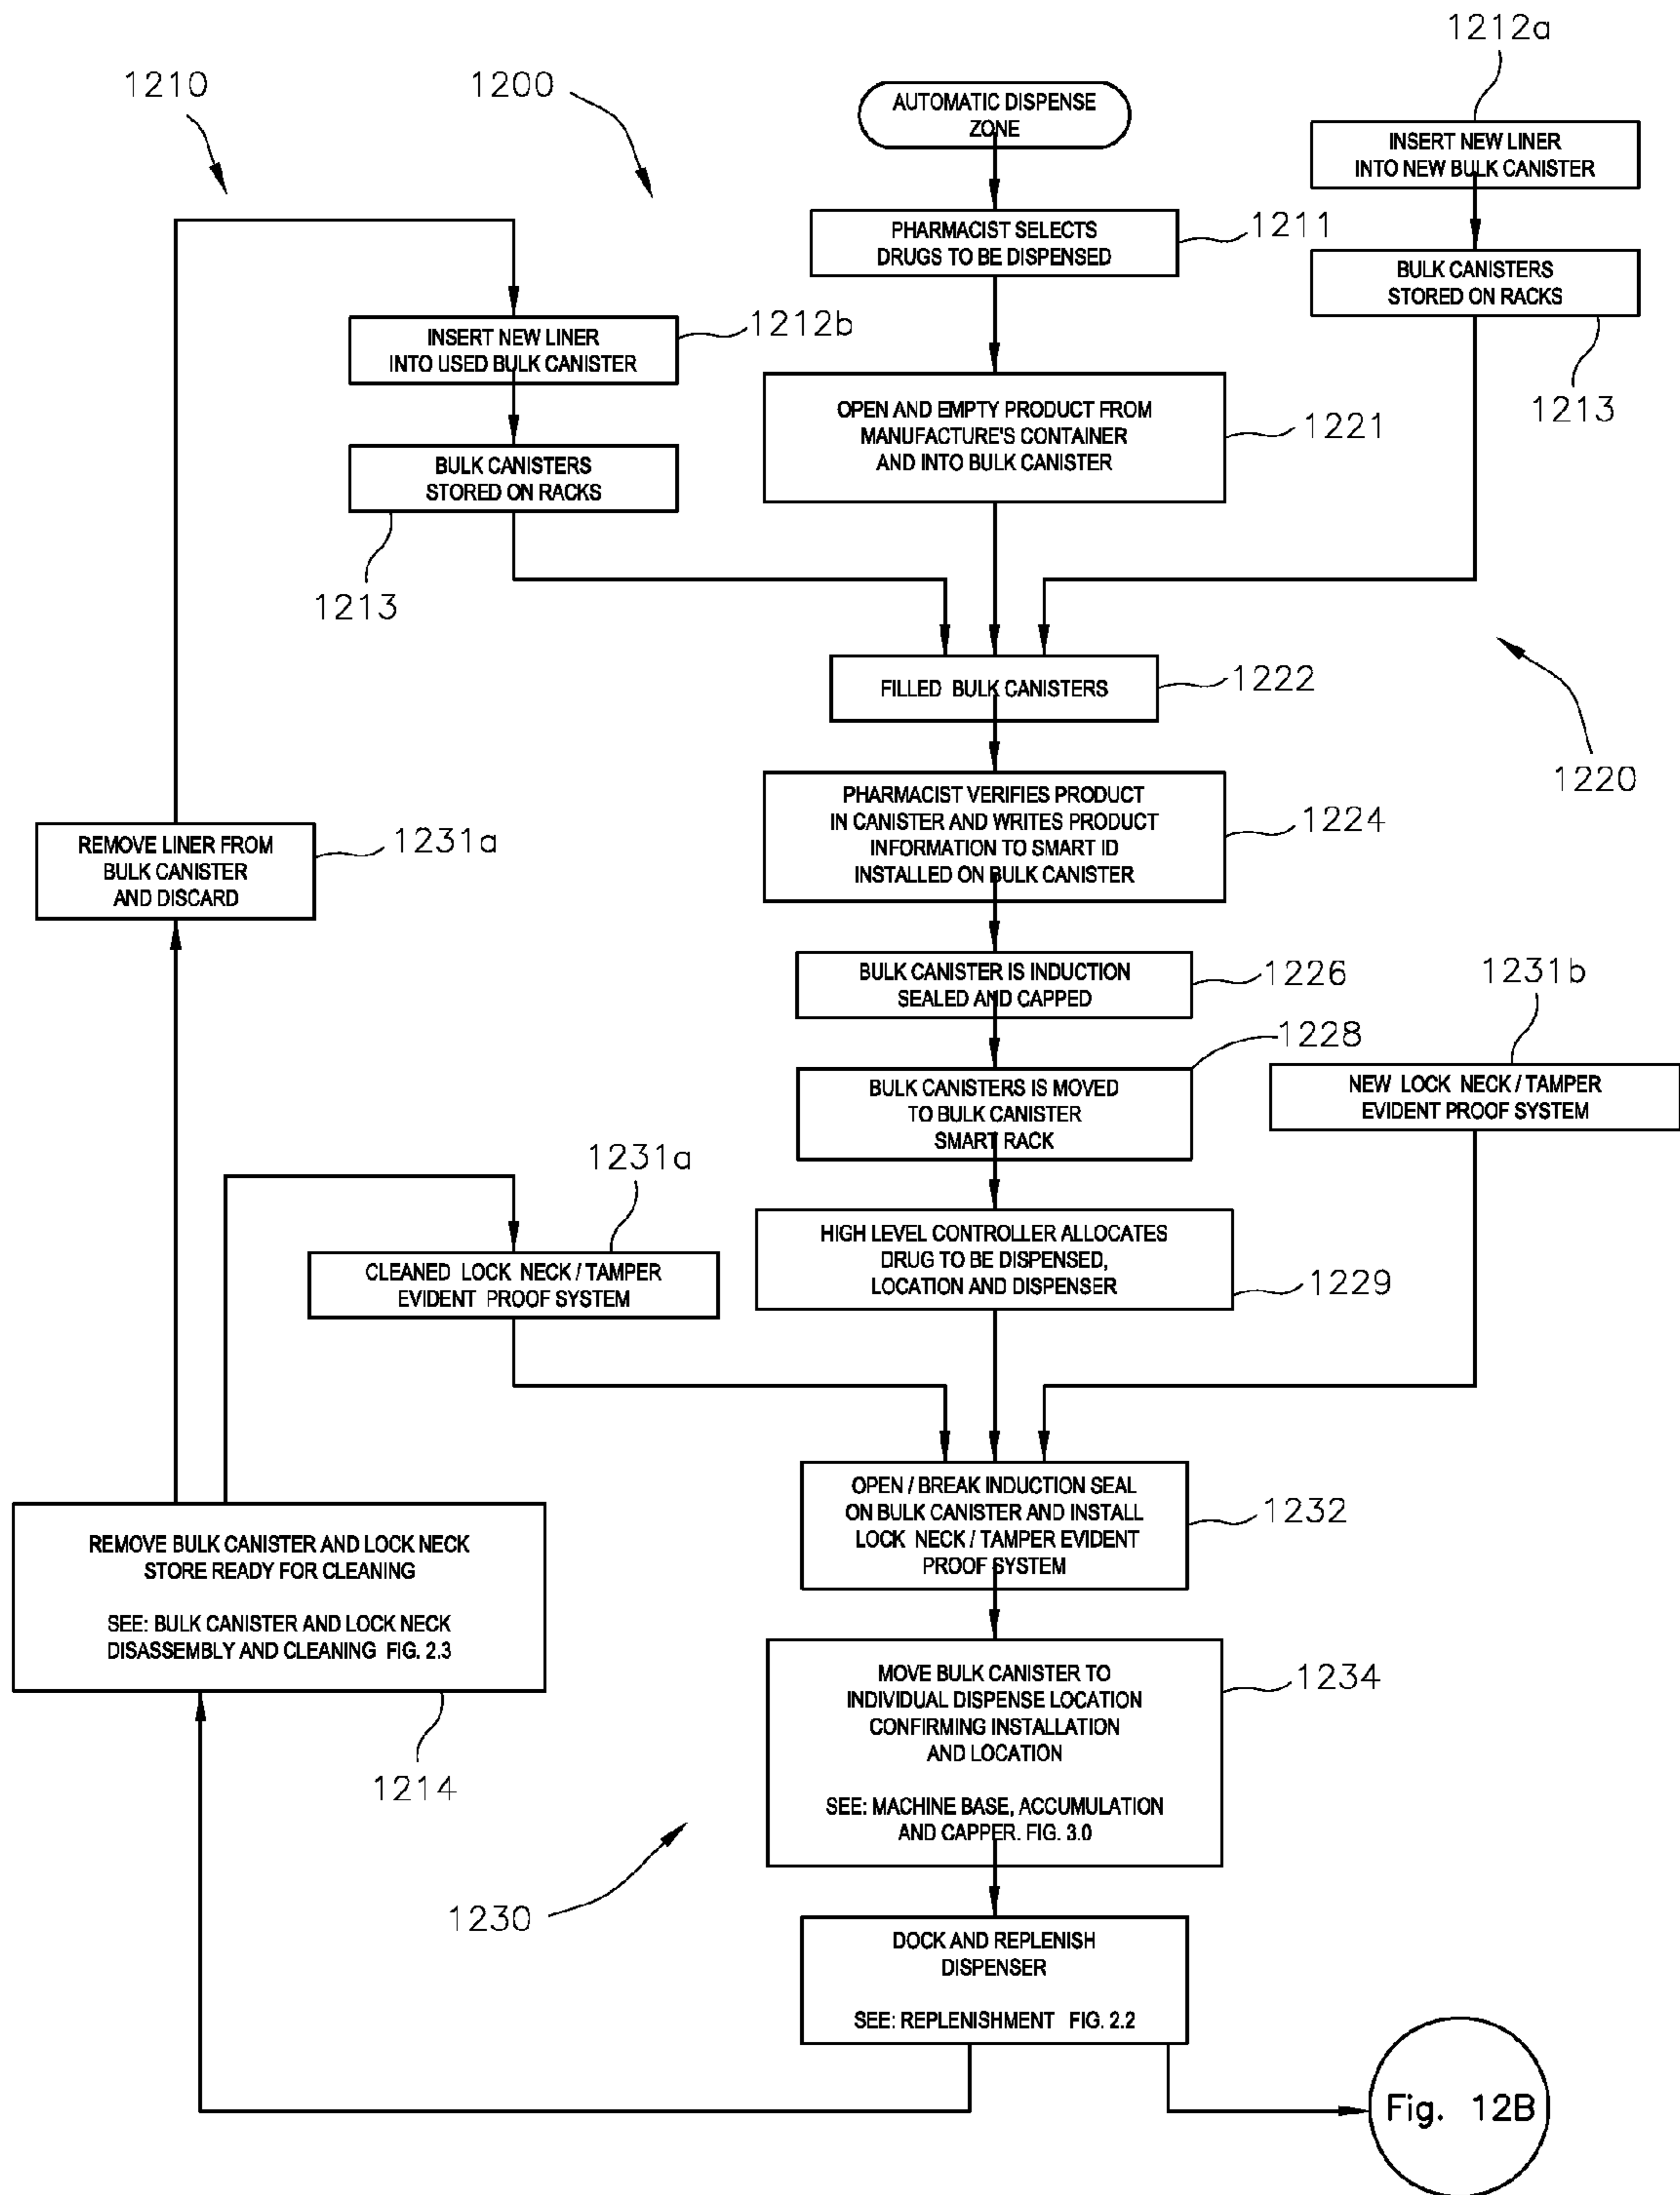 1212a
1210
1200
AUTOMATIC DISPENSE
ZONE
INSERT NEW LINER
INTO NEW BULK CANISTER
PHARMACIST SELECTS
DRUGS TO BE DISPENSED
1211
BULK CANISTERS
STORED ON RACKS
1213
INSERT NEW LINER
INTO USED BULK CANISTER
1212b
OPEN AND EMPTY PRODUCT FROM
MANUFACTURE'S CONTAINER
AND INTO BULK CANISTER
1221
BULK CANISTERS
STORED ON RACKS
1213
FILLED BULK CANISTERS
1222
1220
PHARMACIST VERIFIES PRODUCT
IN CANISTER AND WRITES PRODUCT
INFORMATION TO SMART ID
INSTALLED ON BULK CANISTER
1224
REMOVE LINER FROM
BULK CANISTER
AND DISCARD
1231a
BULK CANISTER IS INDUCTION
SEALED AND CAPPED
1226
1231b
1228
BULK CANISTERS IS MOVED
TO BULK CANISTER
SMART RACK
NEW LOCK NECK / TAMPER
EVIDENT PROOF SYSTEM
1231a
CLEANED LOCK NECK / TAMPER
EVIDENT PROOF SYSTEM
HIGH LEVEL CONTROLLER ALLOCATES
DRUG TO BE DISPENSED,
LOCATION AND DISPENSER
1229
OPEN / BREAK INDUCTION SEAL
ON BULK CANISTER AND INSTALL
LOCK NECK / TAMPER EVIDENT
PROOF SYSTEM
1232
REMOVE BULK CANISTER AND LOCK NECK
STORE READY FOR CLEANING
SEE: BULK CANISTER AND LOCK NECK
DISASSEMBLY AND CLEANING FIG. 2.3
1214
MOVE BULK CANISTER TO
INDIVIDUAL DISPENSE LOCATION
CONFIRMING INSTALLATION
AND LOCATION
SEE: MACHINE BASE, ACCUMULATION
AND CAPPER. FIG. 3.0
1234
1230
DOCK AND REPLENISH
DISPENSER
SEE: REPLENISHMENT FIG. 2.2
Fig. 12B